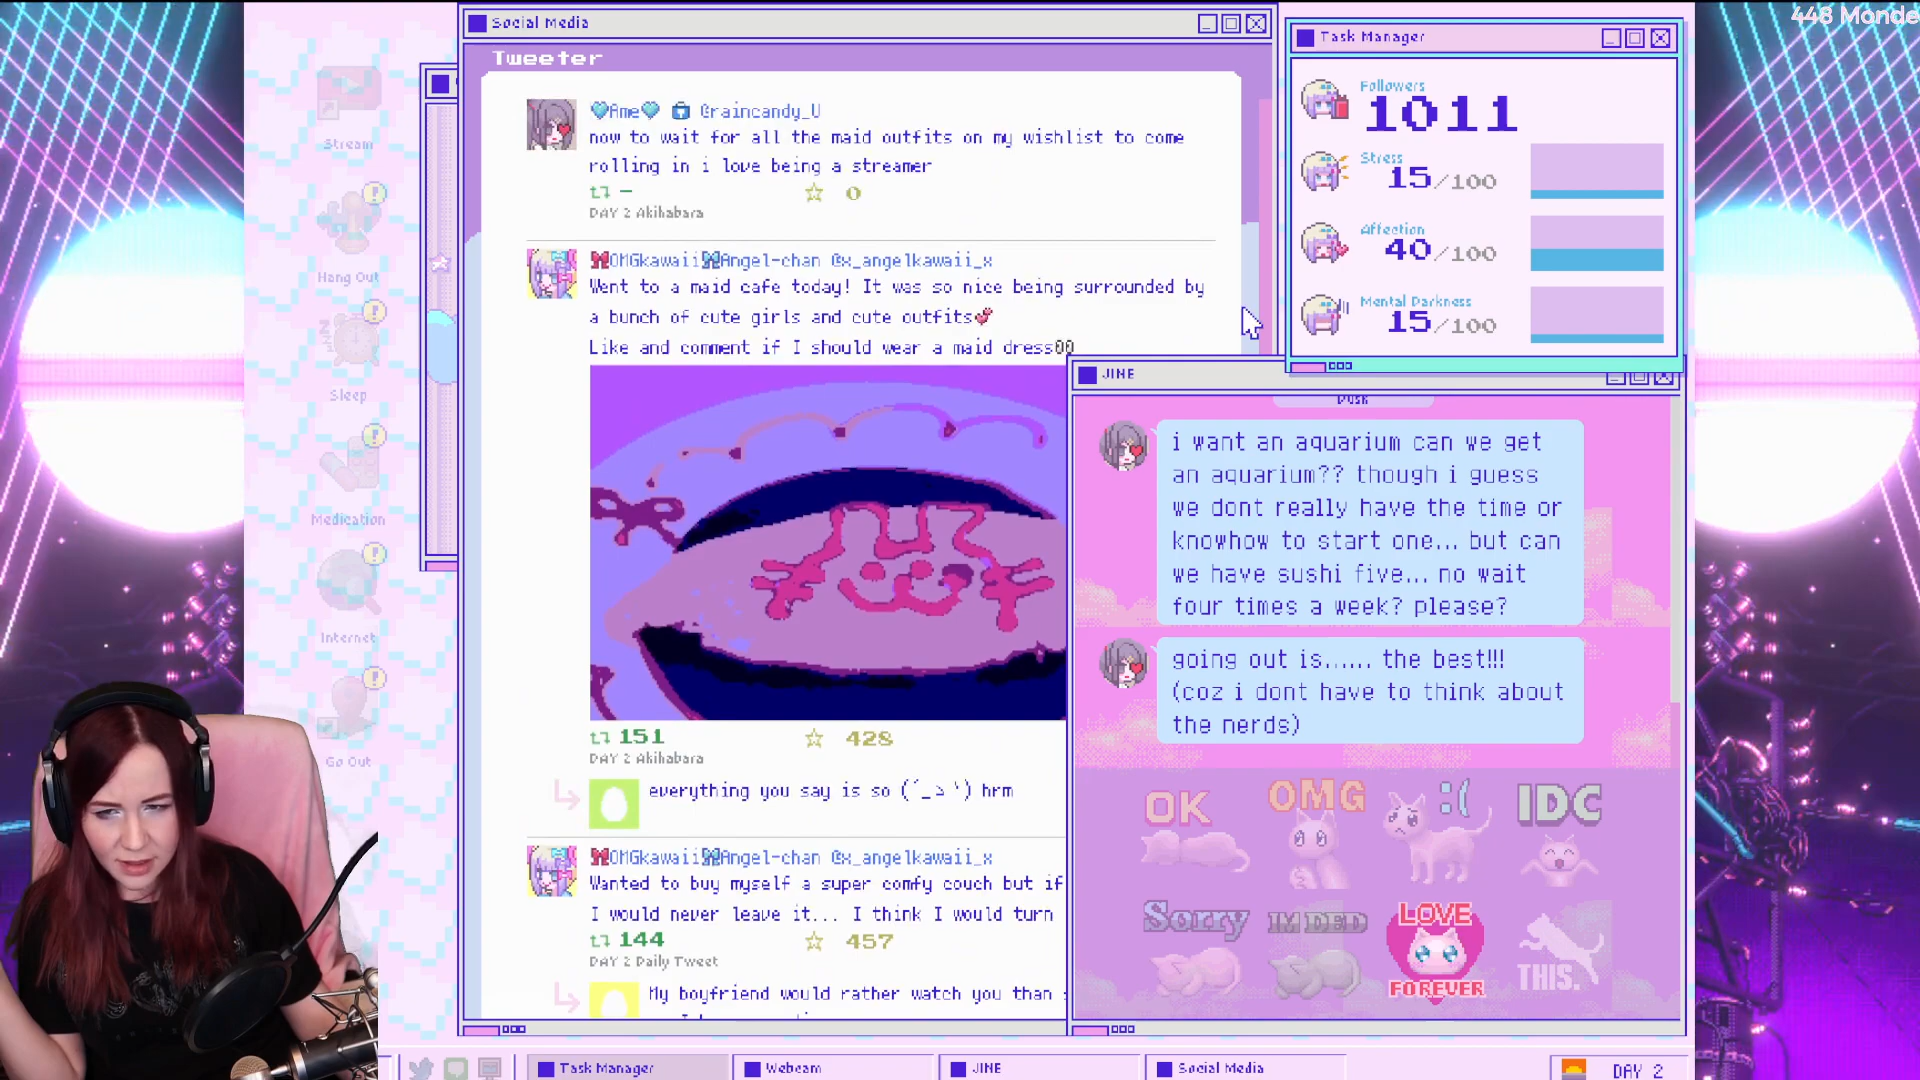 448 Monde
Social Media
Tweeter
Ame @raincandy_U
now to wait for all the maid outfits on my wishlist to come
rolling in i love being a streamer
—
0
DAY 2 Akihabara
OMGkawaiiAngel-chan @x_angelkawaii_x
Went to a maid cafe today! It was so nice being surrounded by
a bunch of cute girls and cute outfits
Like and comment if I should wear a maid dress
151
428
DAY 2 Akihabara
everything you say is so (´_ゝ`) hrm
OMGkawaiiAngel-chan @x_angelkawaii_x
Wanted to buy myself a super comfy couch but if
I would never leave it... I think I would turn
144
457
DAY 2 Daily Tweet
My boyfriend would rather watch you than
Task Manager
Followers
1011
Stress
15/100
Affection
40/100
Mental Darkness
15/100
JINE
Dusk
i want an aquarium can we get
an aquarium?? though i guess
we dont really have the time or
knowhow to start one... but can
we have sushi five... no wait
four times a week? please?
going out is...... the best!!!
(coz i dont have to think about
the nerds)
OK
OMG
:(
IDC
Sorry
IM DED
LOVE
FOREVER
THIS.
Stream
Hang Out
Sleep
Medication
Internet
Go Out
Task Manager
Webcam
JINE
Social Media
DAY 2